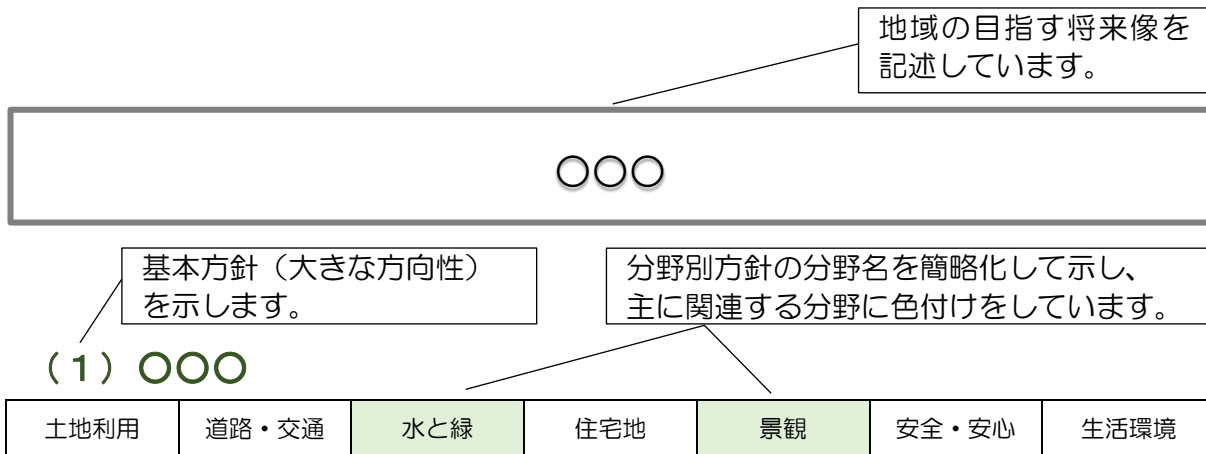 地域の目指す将来像を
記述しています。
〇〇〇
基本方針（大きな方向性）
を示します。
分野別方針の分野名を簡略化して示し、
主に関連する分野に色付けをしています。
（１）〇〇〇
土地利用 道路・交通 水と緑 住宅地 景観 安全・安心 生活環境